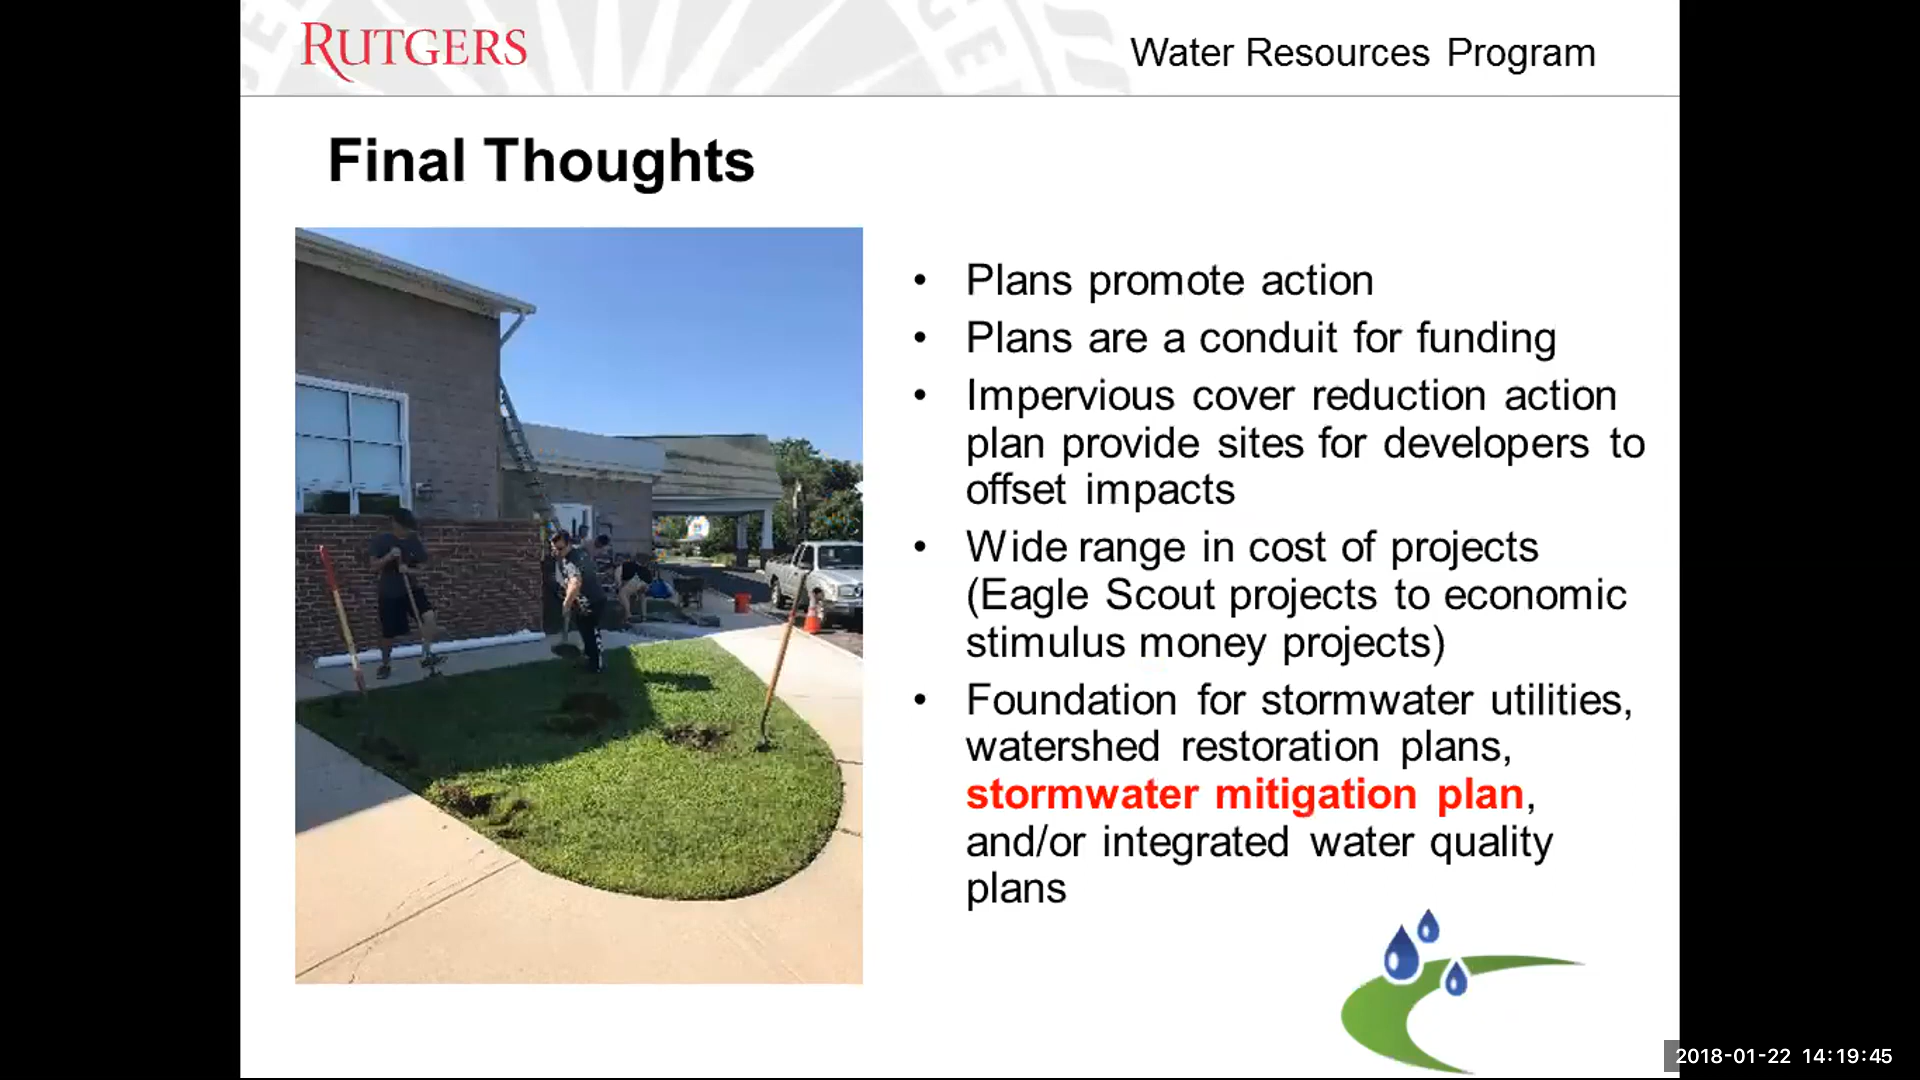 RUTGERS
Water Resources Program
Final Thoughts
• Plans promote action
• Plans are a conduit for funding
• Impervious cover reduction action
plan provide sites for developers to
offset impacts
• Wide range in cost of projects
(Eagle Scout projects to economic
stimulus money projects)
• Foundation for stormwater utilities,
watershed restoration plans,
stormwater mitigation plan,
and/or integrated water quality
plans
2018-01-22 14:19:45